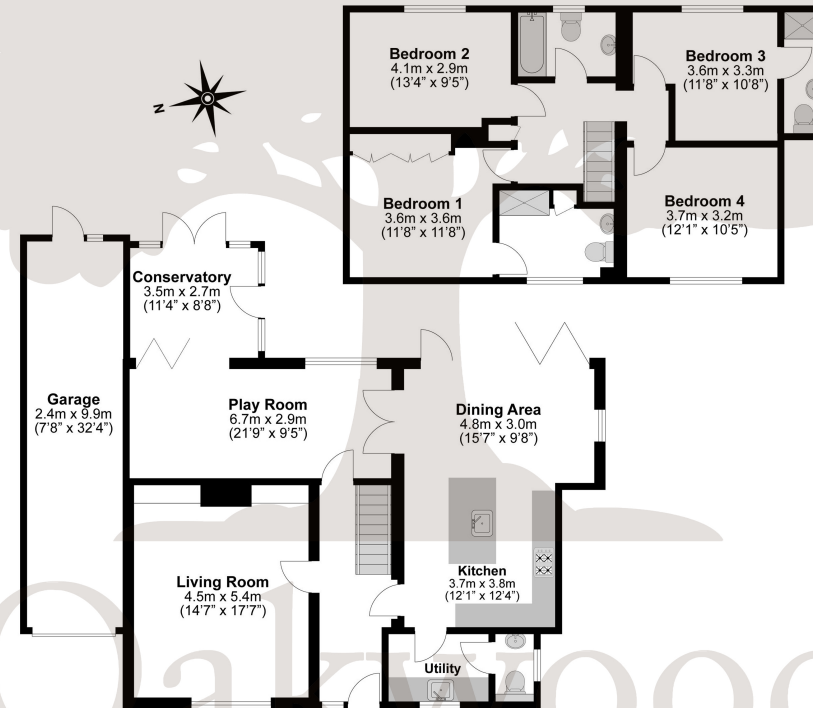 Bedroom 2
4.1m x 2.9m
(13'4" x 9'5")
Bedroom 3
3.6m x 3.3m
(11'8" x 10'8")
N
Bedroom 1
3.6m x 3.6m
(11'8" x 11'8")
Bedroom 4
3.7m x 3.2m
(12'1" x 10'5")
Conservatory
3.5m x 2.7m
(11'4" x 8'8")
Garage
2.4m x 9.9m
(7'8" x 32'4")
Play Room
6.7m x 2.9m
(21'9" x 9'5")
Dining Area
4.8m x 3.0m
(15'7" x 9'8")
Living Room
4.5m x 5.4m
(14'7" x 17'7")
Kitchen
3.7m x 3.8m
(12'1" x 12'4")
Utility
Oakwoo